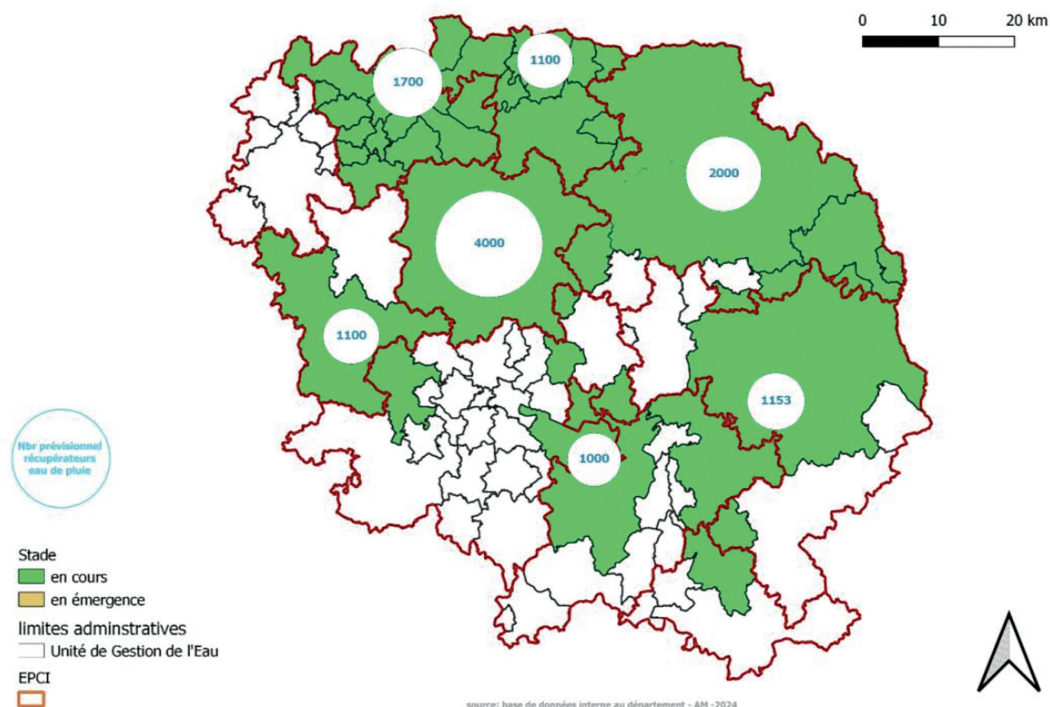 0 10 20 km
1700
1100
2000
4000
1100
1153
1000
Nbr prévisionnel
récupérateurs
eau de pluie
Stade
en cours
en émergence
limites adminstratives
Unité de Gestion de l'Eau
EPCI
source: base de données interne au département - AM -2024